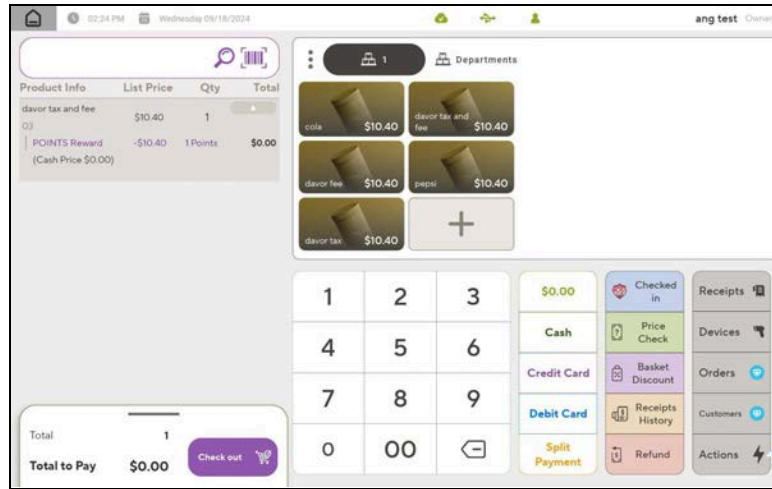 02:24 PM Wednesday 09/18/2024
ang test Owner
Product Info List Price Qty Total
davor tax and fee $10.40 1
03
POINTS Reward -$10.40 1 Points $0.00
(Cash Price $0.00)
1 Departments
cola $10.40
davor tax and fee $10.40
davor fee $10.40
pepsi $10.40
davor tax $10.40
1 2 3
4 5 6
7 8 9
0 00
$0.00
Cash
Credit Card
Debit Card
Split
Payment
Checked
in
Price
Check
Basket
Discount
Receipts
History
Refund
Receipts
Devices
Orders
Customers
Actions
Total 1
Total to Pay $0.00
Check out